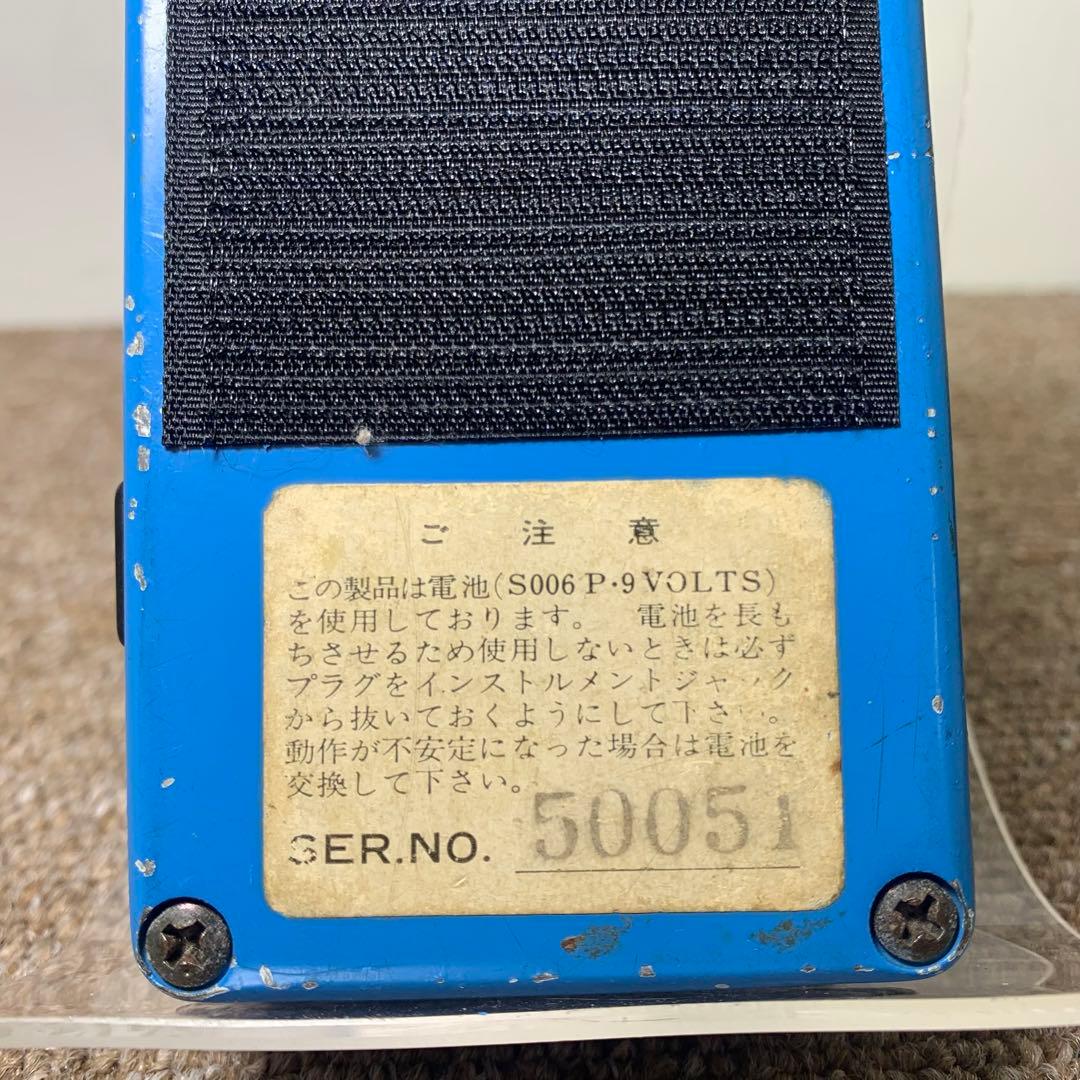 ご注意
この製品は電池(S006P・9VOLTS)
を使用しております。 電池を長も
ちさせるため使用しないときは必ず
プラグをインストルメントジャック
から抜いておくようにして下さい。
動作が不安定になった場合は電池を
交換して下さい。
SER.NO. 50051